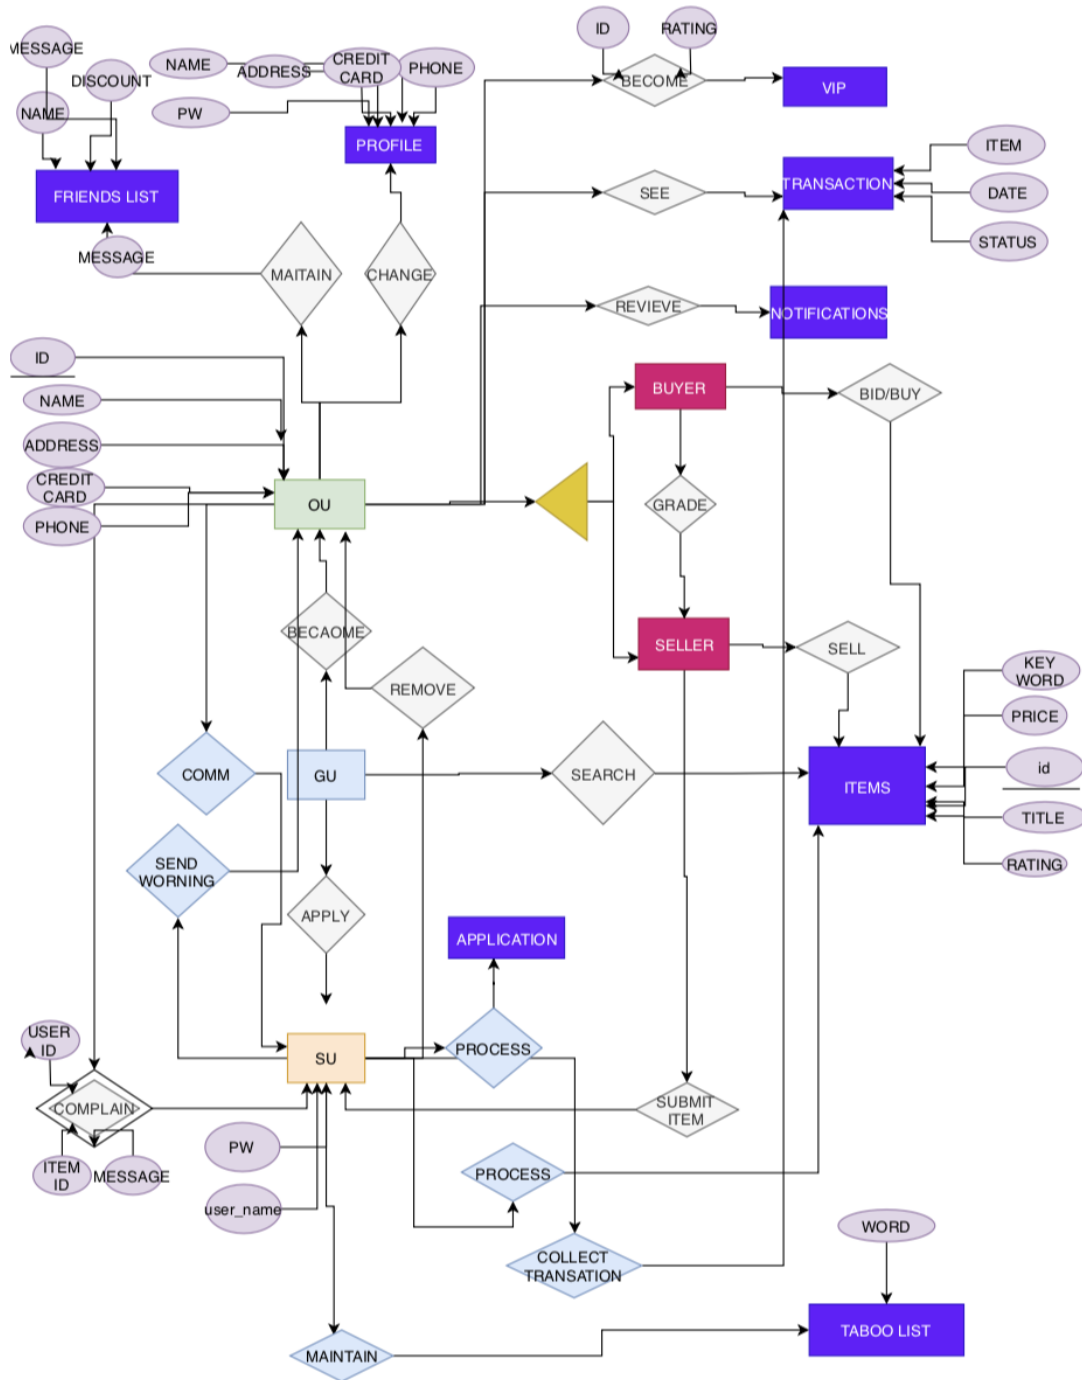 ID
RATING
MESSAGE
NAME
ADDRESS
CREDIT
CARD
PHONE
BECOME
VIP
DISCOUNT
NAME
PW
PROFILE
ITEM
TRANSACTION
DATE
FRIENDS LIST
SEE
STATUS
MESSAGE
MAITAIN
CHANGE
REVIEVE
NOTIFICATIONS
ID
BUYER
BID/BUY
NAME
ADDRESS
CREDIT
CARD
OU
GRADE
PHONE
BECAOME
SELLER
SELL
KEY
WORD
REMOVE
PRICE
COMM
GU
SEARCH
id
ITEMS
TITLE
SEND
WORNING
RATING
APPLY
APPLICATION
USER
ID
SU
PROCESS
COMPLAIN
SUBMIT
ITEM
PW
ITEM
ID
MESSAGE
PROCESS
user_name
WORD
COLLECT
TRANSATION
TABOO LIST
MAINTAIN